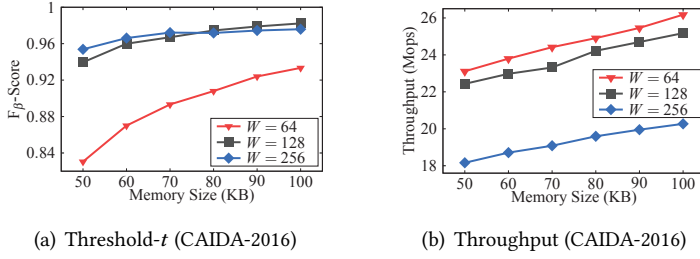 1
0.96
0.92
0.88
0.84
Fβ-Score
W = 64
W = 128
W = 256
50 60 70 80 90 100
Memory Size (KB)
(a) Threshold-t (CAIDA-2016)
26
24
22
20
18
Throughput (Mops)
W = 64
W = 128
W = 256
50 60 70 80 90 100
Memory Size (KB)
(b) Throughput (CAIDA-2016)